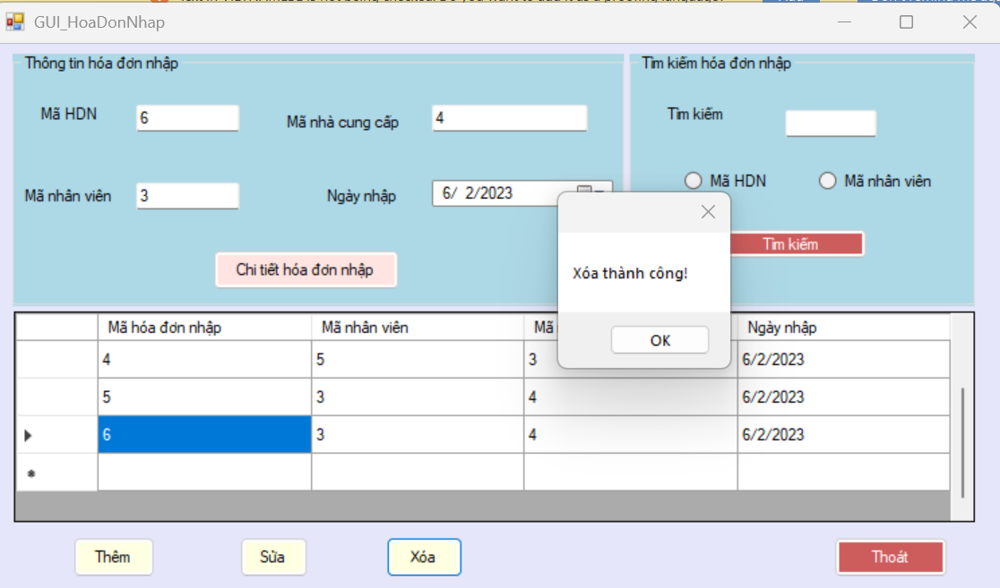 GUI_HoaDonNhap
Thông tin hóa đơn nhập
Tìm kiếm hóa đơn nhập
Mã HDN
6
Mã nhà cung cấp
4
Tìm kiếm
Mã nhân viên
3
Ngày nhập
6/ 2/2023
Mã HDN
Mã nhân viên
Tìm kiếm
Chi tiết hóa đơn nhập
Xóa thành công!
OK
Mã hóa đơn nhập Mã nhân viên Mã Ngày nhập
4 5 3 6/2/2023
5 3 4 6/2/2023
6 3 4 6/2/2023
Thêm
Sửa
Xóa
Thoát